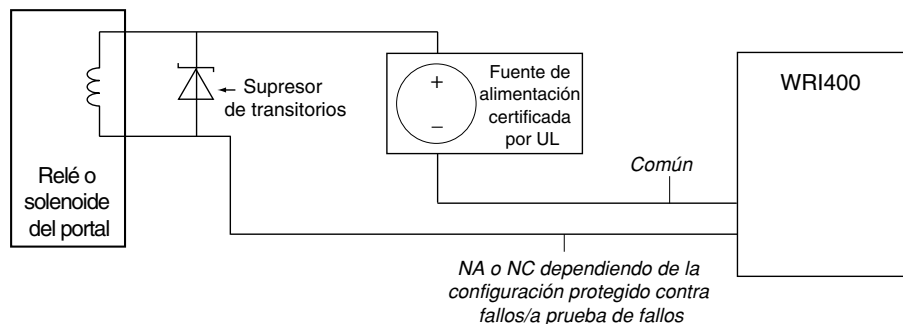 Relé o
solenoide
del portal
Supresor
de transitorios
+
−
Fuente de
alimentación
certificada
por UL
WRI400
Común
NA o NC dependiendo de la
configuración protegido contra
fallos/a prueba de fallos